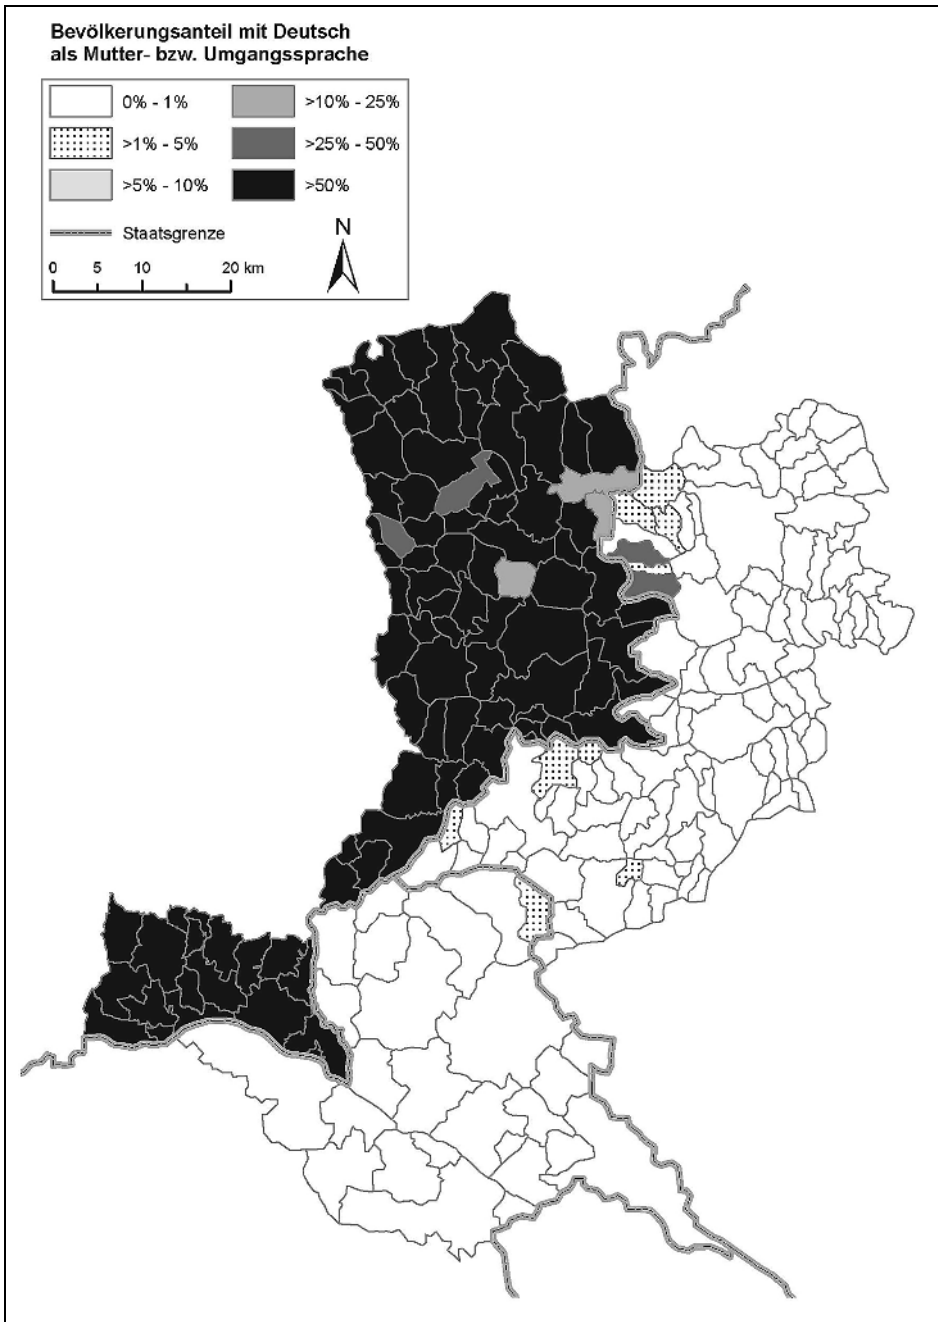 Bevölkerungsanteil mit Deutsch
als Mutter- bzw. Umgangssprache
0% - 1%
>10% - 25%
>1% - 5%
>25% - 50%
>5% - 10%
>50%
Staatsgrenze
N
0 5 10 20 km